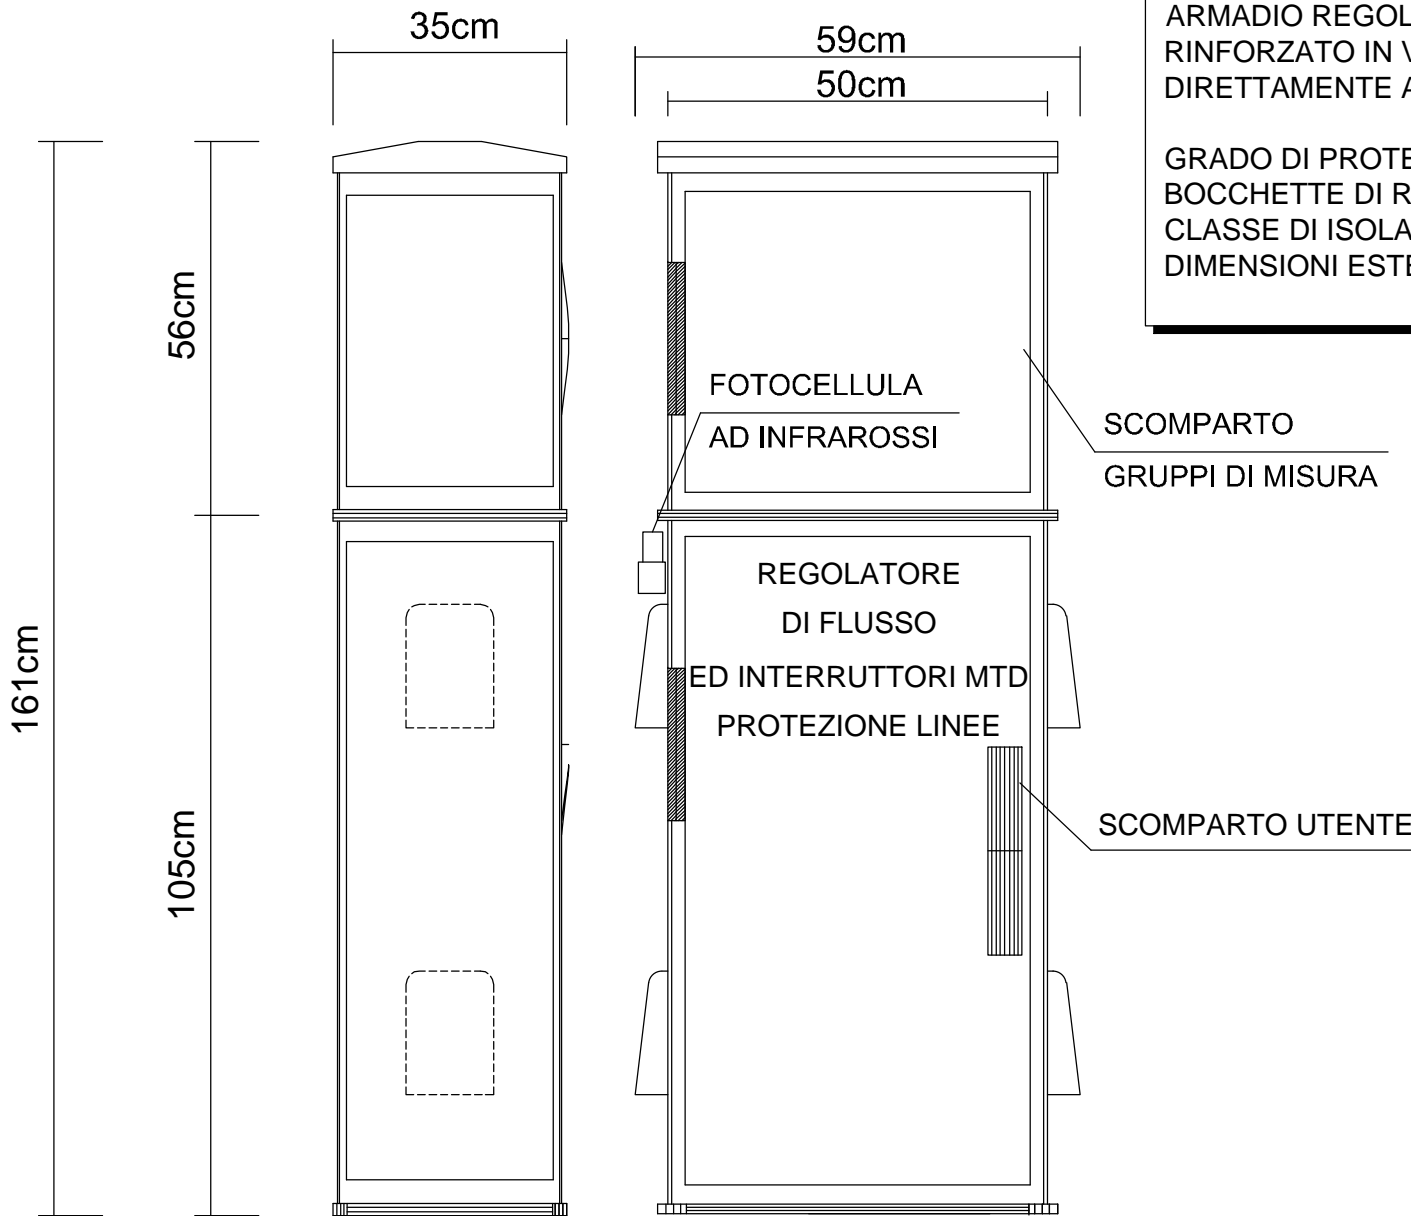 35cm
59cm
50cm
ARMADIO REGOL
RINFORZATO IN
DIRETTAMENTE A
GRADO DI PROTE
BOCCHETTE DI R
CLASSE DI ISOLA
DIMENSIONI ESTE
56cm
161cm
105cm
FOTOCELLULA
AD INFRAROSSI
SCOMPARTO
GRUPPI DI MISURA
REGOLATORE
DI FLUSSO
ED INTERRUTTORI MTD
PROTEZIONE LINEE
SCOMPARTO UTENTE